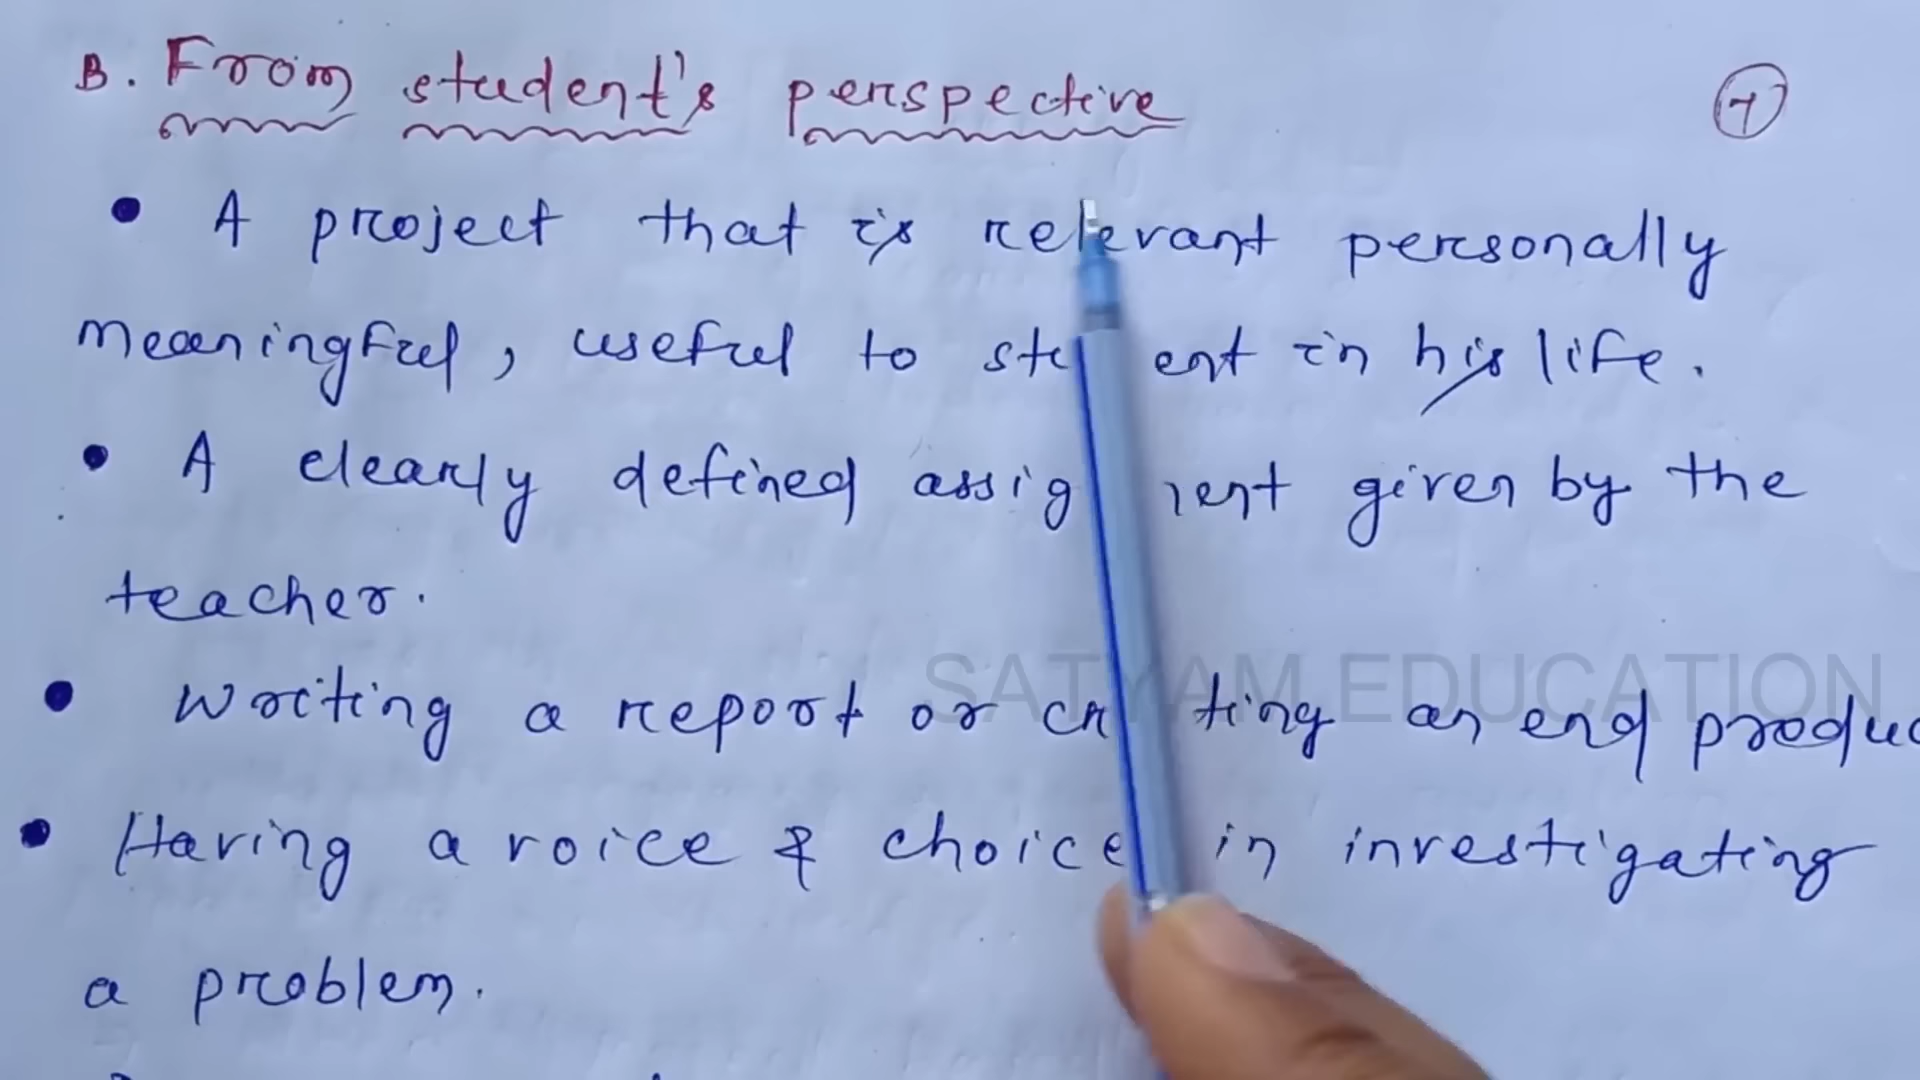 B. From student's perspective
7
• A project that is relevant personally
meaningful, useful to student in his life.
• A clearly defined assignment given by the
teacher.
SATYAM EDUCATION
• Writing a report or creating an end produc
• Having a voice & choice in investigating
a problem.